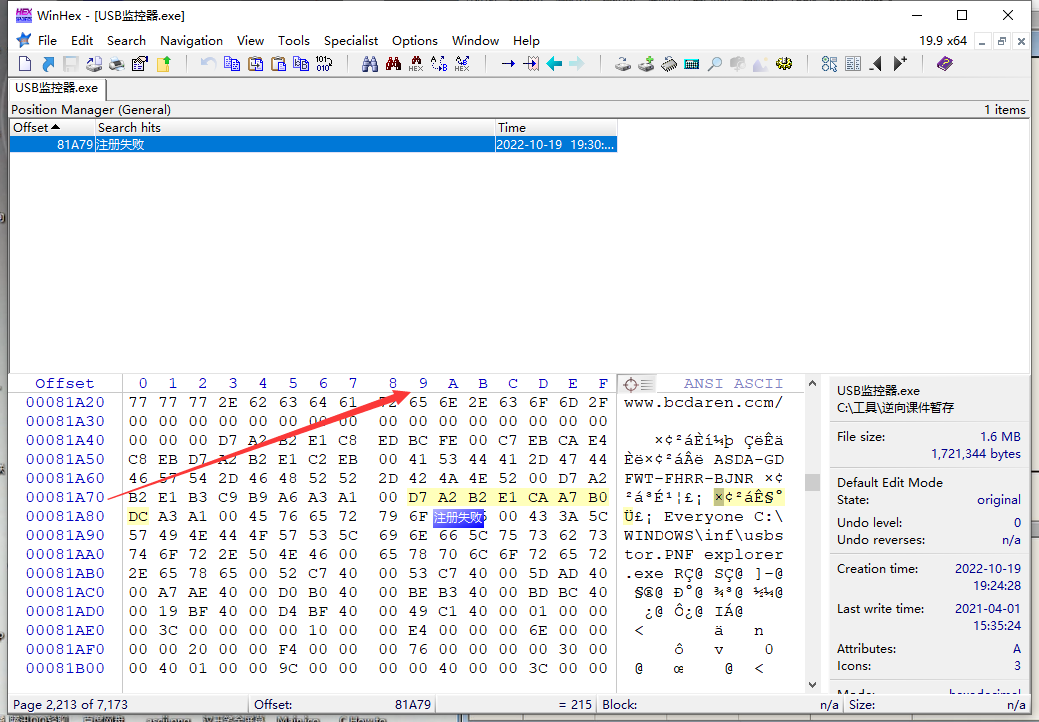 WinHex - [USB监控器.exe]
File Edit Search Navigation View Tools Specialist Options Window Help 19.9 x64
USB监控器.exe
Position Manager (General) 1 items
Offset Search hits Time
81A79 注册失败 2022-10-19 19:30:...
Offset 0 1 2 3 4 5 6 7 8 9 A B C D E F ANSI ASCII
00081A20 77 77 77 2E 62 63 64 61 72 65 6E 2E 63 6F 6D 2F www.bcdaren.ccm/
00081A30 00 00 00 00 00 00 00 00 00 00 00 00 00 00 00 00
00081A40 00 00 00 D7 A2 B2 E1 C8 ED BC FE 00 C7 EB CA E4 ×¢²áÈí¼þ ÇëÊä
00081A50 C8 EB D7 A2 B2 E1 C2 EB 00 41 53 44 41 2D 47 44 Èë×¢²áÂë ASDA-GD
00081A60 46 57 54 2D 46 48 52 52 2D 42 4A 4E 52 00 D7 A2 FWT-FHRR-BJNR ×¢
00081A70 B2 E1 B3 C9 B9 A6 A3 A1 00 D7 A2 B2 E1 CA A7 B0 ²á³É¹¦£¡ ×¢²áÊ§°
00081A80 DC A3 A1 00 45 76 65 72 79 6F 注册失败 00 43 3A 5C Ü£¡ Everyone C:\
00081A90 57 49 4E 44 4F 57 53 5C 69 6E 66 5C 75 73 62 73 WINDOWS\inf\usbs
00081AA0 74 6F 72 2E 50 4E 46 00 65 78 70 6C 6F 72 65 72 tor.PNF explorer
00081AB0 2E 65 78 65 00 52 C7 40 00 53 C7 40 00 5D AD 40 .exe RÇ@ SÇ@ ]-@
00081AC0 00 A7 AE 40 00 D0 B0 40 00 BE B3 40 00 BD BC 40 §®@ Ð°@ ¾³@ ½¼@
00081AD0 00 19 BF 40 00 D4 BF 40 00 49 C1 40 00 01 00 00 ¿@ Ô¿@ IÁ@
00081AE0 00 3C 00 00 00 00 10 00 00 E4 00 00 00 6E 00 00 < ä n
00081AF0 00 00 20 00 00 F4 00 00 00 76 00 00 00 00 30 00 ô v 0
00081B00 00 40 01 00 00 9C 00 00 00 00 40 00 00 3C 00 00 @ œ @ <
USB监控器.exe
C:\工具\逆向课件暂存
File size: 1.6 MB
1,721,344 bytes
Default Edit Mode
State: original
Undo level: 0
Undo reverses: n/a
Creation time: 2022-10-19
19:24:28
Last write time: 2021-04-01
15:35:24
Attributes: A
Icons: 3
Page 2,213 of 7,173 Offset: 81A79 = 215 Block: n/a Size: n/a